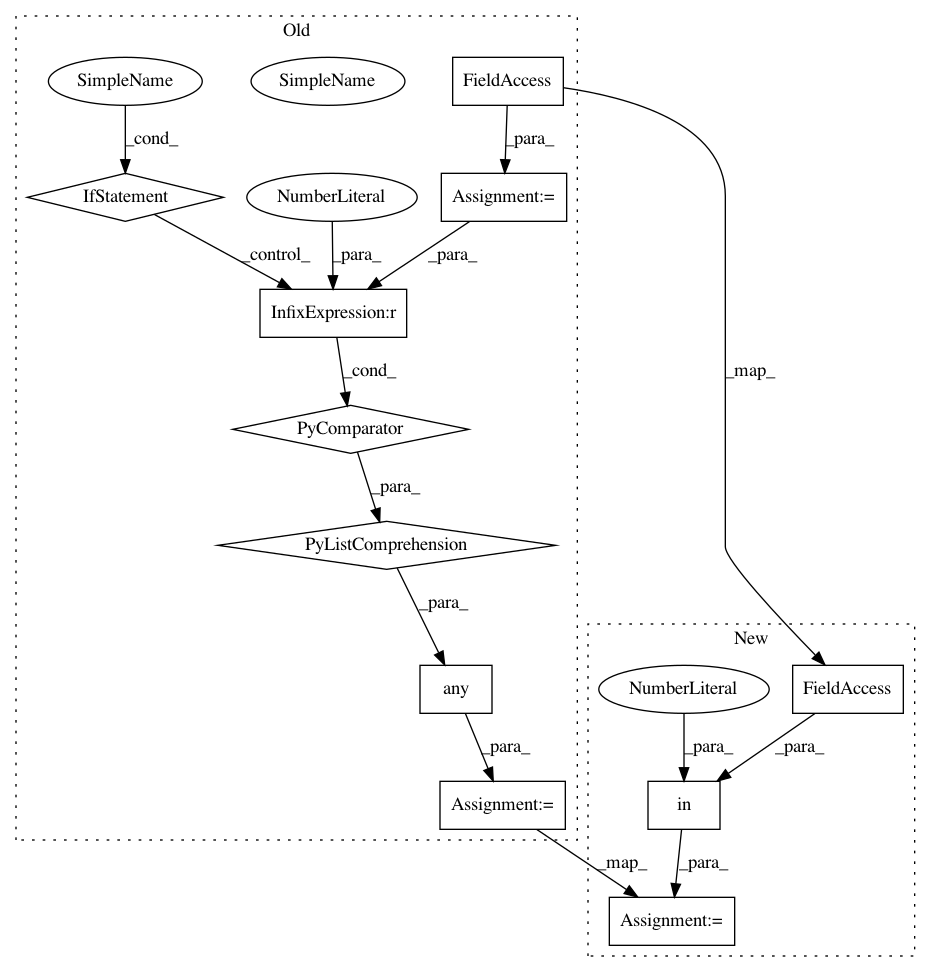 Old
SimpleName
SimpleName
FieldAccess
_cond_
_para_
IfStatement
NumberLiteral
Assignment:=
_control_
_para_
_para_
InfixExpression:r
_cond_
_map_
PyComparator
_para_
PyListComprehension
_para_
New
any
NumberLiteral
FieldAccess
_para_
_para_
_para_
Assignment:=
in
_map_
_para_
Assignment:=